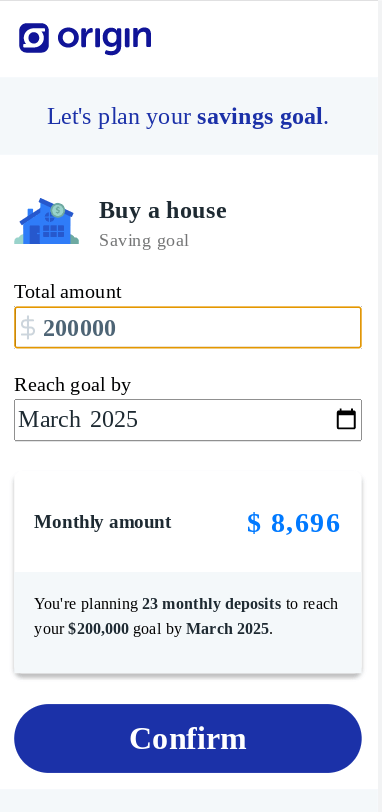 origin
Let's plan your savings goal.
$
Buy a house
Saving goal
Total amount
$ 200000
Reach goal by
March 2025
Monthly amount
$ 8,696
You're planning 23 monthly deposits to reach
your $200,000 goal by March 2025.
Confirm